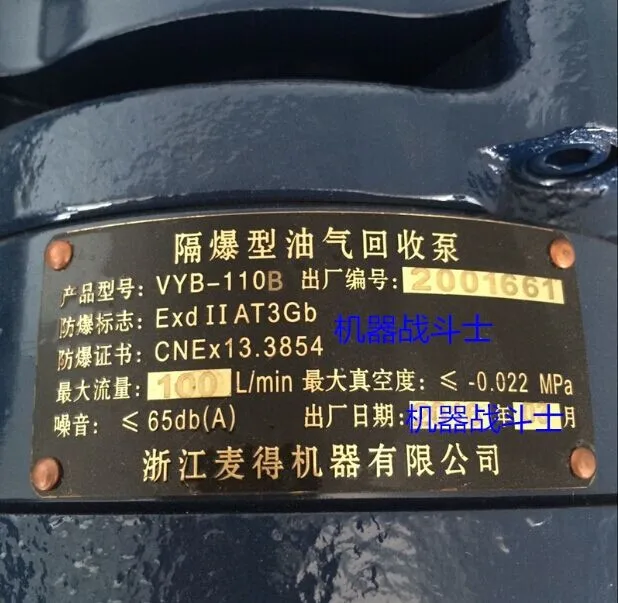 隔爆型油气回收泵
产品型号: VYB-110B 出厂编号: 2001661
防爆标志: Exd II AT3Gb
机器战斗士
防爆证书: CNEx13.3854
最大流量: 100 L/min 最大真空度: ≤ -0.022 MPa
噪音: ≤ 65db(A) 出厂日期: 年 月
机器战斗士
浙江麦得机器有限公司